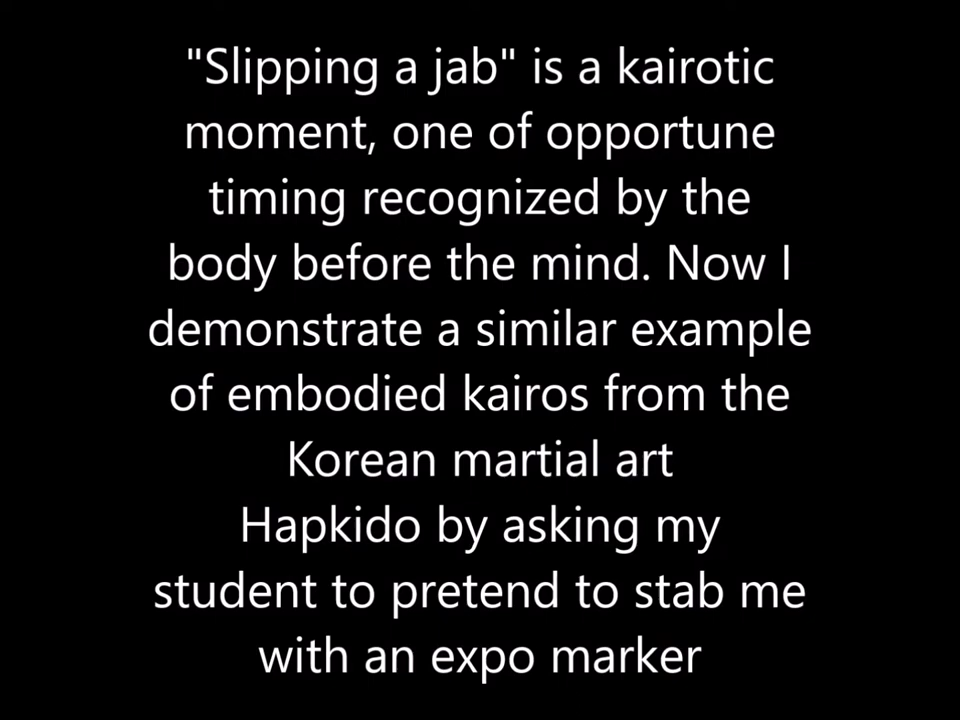 "Slipping a jab" is a kairotic
moment, one of opportune
timing recognized by the
body before the mind. Now I
demonstrate a similar example
of embodied kairos from the
Korean martial art
Hapkido by asking my
student to pretend to stab me
with an expo marker